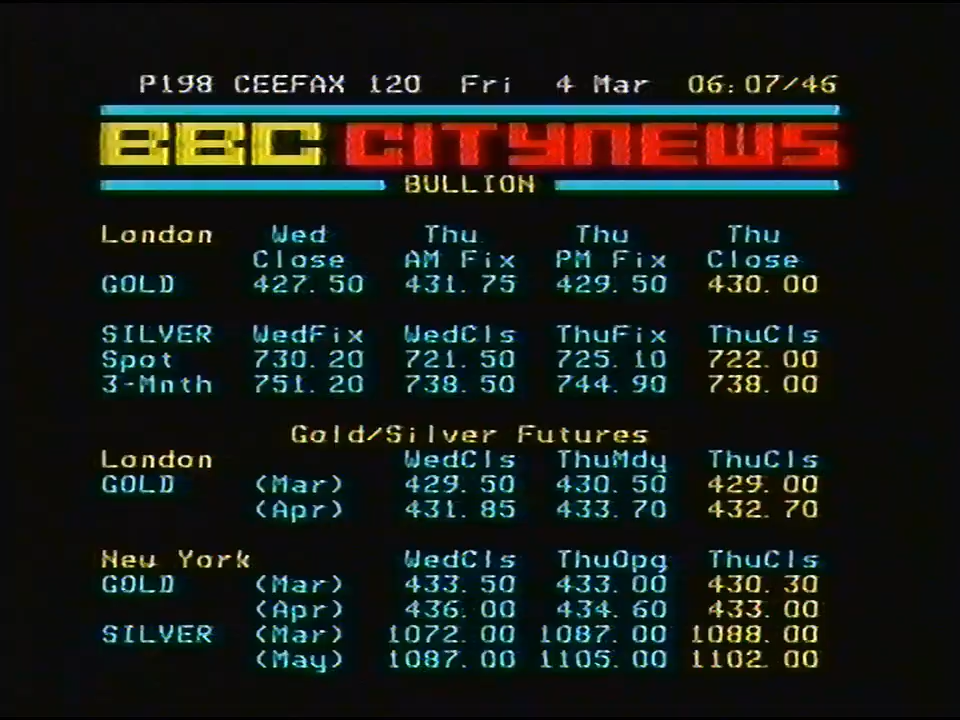 P198 CEEFAX 120 Fri 4 Mar 06:07/46
BBC CITYNEWS
BULLION
London Wed Thu Thu Thu
Close AM Fix PM Fix Close
GOLD 427.50 431.75 429.50 430.00
SILVER WedFix WedCls ThuFix ThuCls
Spot 730.20 721.50 725.10 722.00
3-Mnth 751.20 738.50 744.90 738.00
Gold/Silver Futures
London WedCls ThuMdy ThuCls
GOLD (Mar) 429.50 430.50 429.00
(Apr) 431.85 433.70 432.70
New York WedCls ThuOpg ThuCls
GOLD (Mar) 433.50 433.00 430.30
(Apr) 436.00 434.60 433.00
SILVER (Mar) 1072.00 1087.00 1088.00
(May) 1087.00 1105.00 1102.00